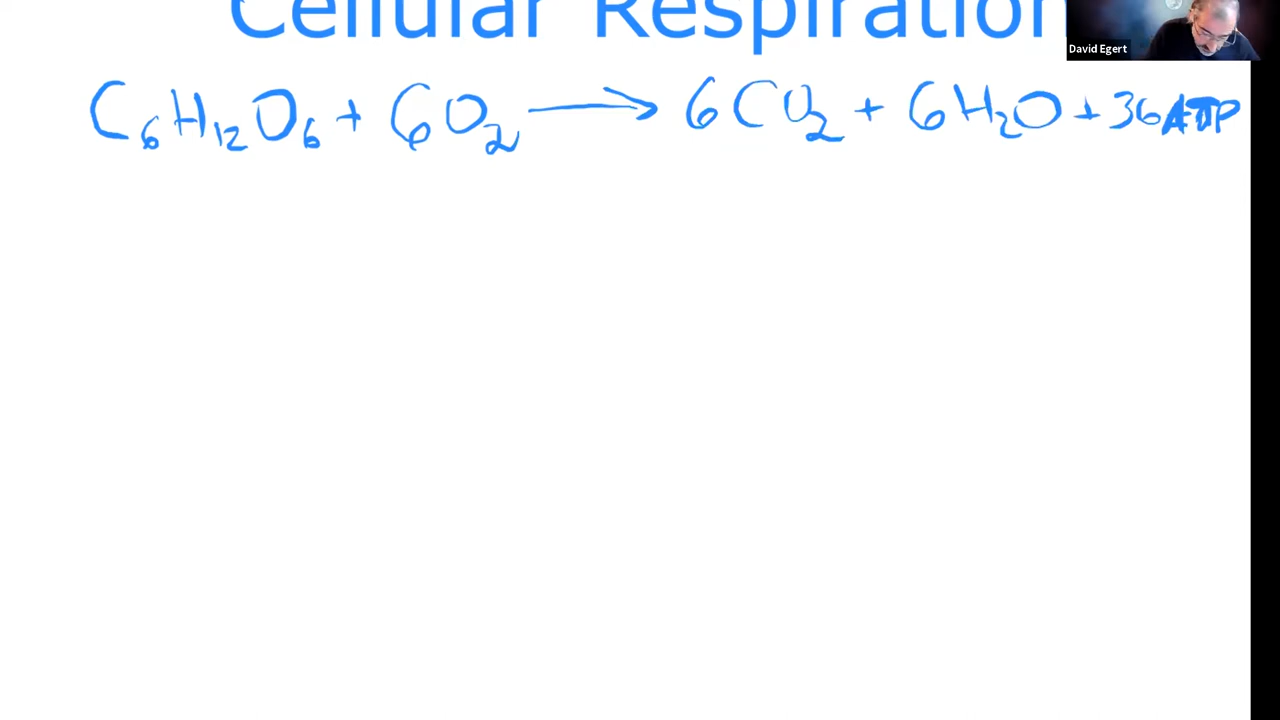 Cellular Respiration
David Egert
C₆H₁₂O₆ + 6O₂ → 6CO₂ + 6H₂O + 36ATP